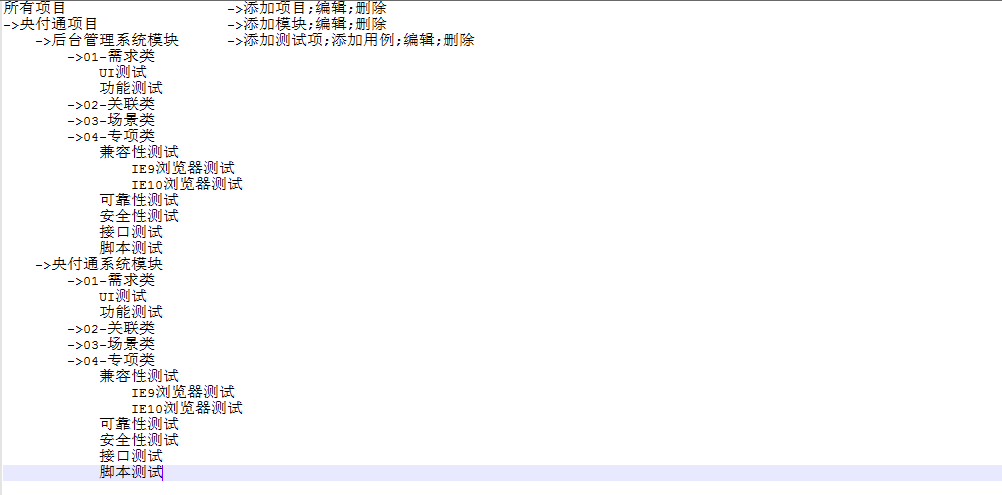 所有项目                    ->添加项目;编辑;删除
->央付通项目                ->添加模块;编辑;删除
    ->后台管理系统模块      ->添加测试项;添加用例;编辑;删除
        ->01-需求类
            UI测试
            功能测试
        ->02-关联类
        ->03-场景类
        ->04-专项类
            兼容性测试
                IE9浏览器测试
                IE10浏览器测试
            可靠性测试
            安全性测试
            接口测试
            脚本测试
    ->央付通系统模块
        ->01-需求类
            UI测试
            功能测试
        ->02-关联类
        ->03-场景类
        ->04-专项类
            兼容性测试
                IE9浏览器测试
                IE10浏览器测试
            可靠性测试
            安全性测试
            接口测试
            脚本测试